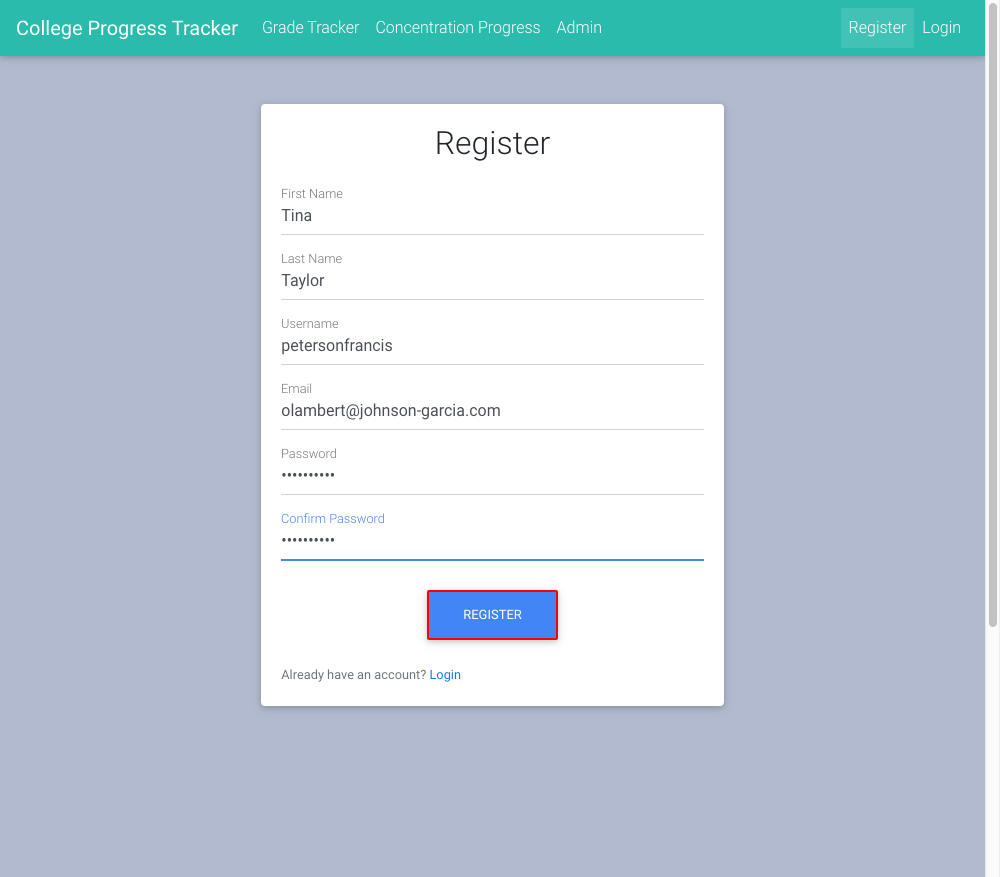 College Progress Tracker Grade Tracker Concentration Progress Admin Register Login
Register
First Name
Tina
Last Name
Taylor
Username
petersonfrancis
Email
olambert@johnson-garcia.com
Password
••••••••••
Confirm Password
••••••••••
REGISTER
Already have an account? Login